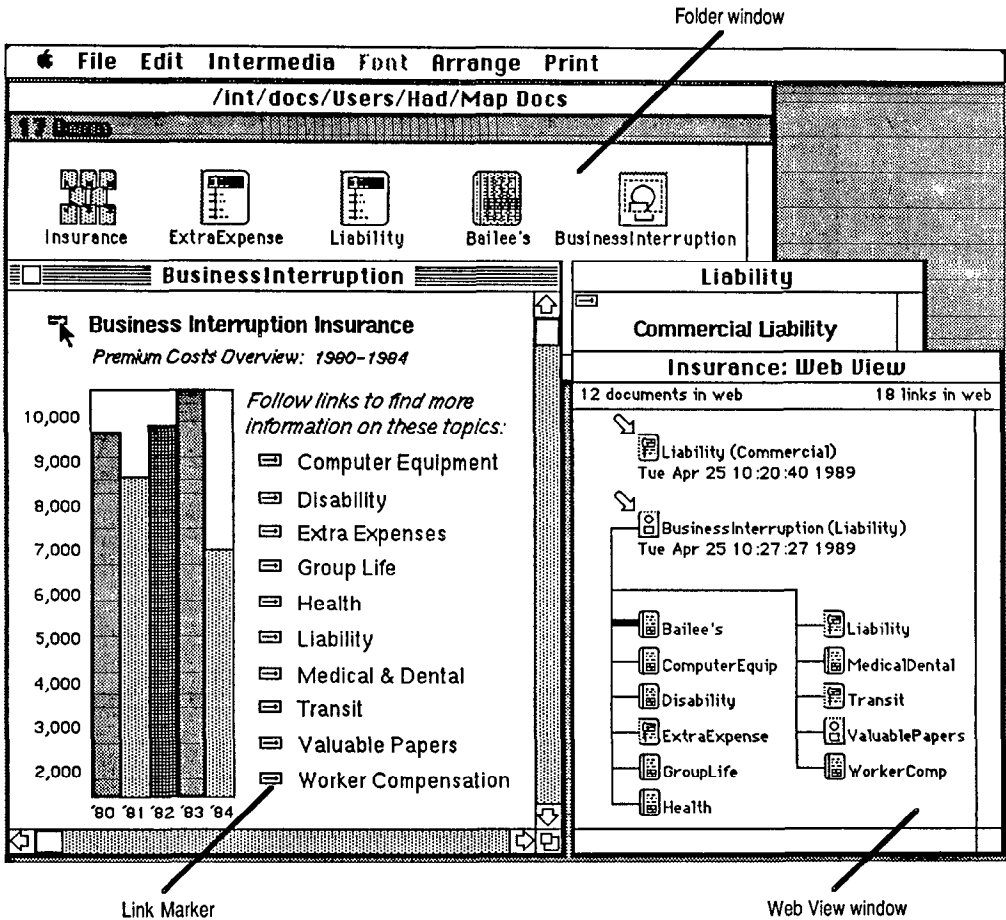 Folder window
File Edit Intermedia Font Arrange Print
/int/docs/Users/Had/Map Docs
17 Items
Insurance ExtraExpense Liability Bailee's BusinessInterruption
BusinessInterruption
Business Interruption Insurance
Premium Costs Overview: 1980-1984
Follow links to find more
information on these topics:
Computer Equipment
Disability
Extra Expenses
Group Life
Health
Liability
Medical & Dental
Transit
Valuable Papers
Worker Compensation
10,000
9,000
8,000
7,000
6,000
5,000
4,000
3,000
2,000
'80 '81 '82 '83 '84
Liability
Commercial Liability
Insurance: Web View
12 documents in web 18 links in web
Liability (Commercial)
Tue Apr 25 10:20:40 1989
BusinessInterruption (Liability)
Tue Apr 25 10:27:27 1989
Bailee's
ComputerEquip
Disability
ExtraExpense
GroupLife
Health
Liability
MedicalDental
Transit
ValuablePapers
WorkerComp
Link Marker
Web View window